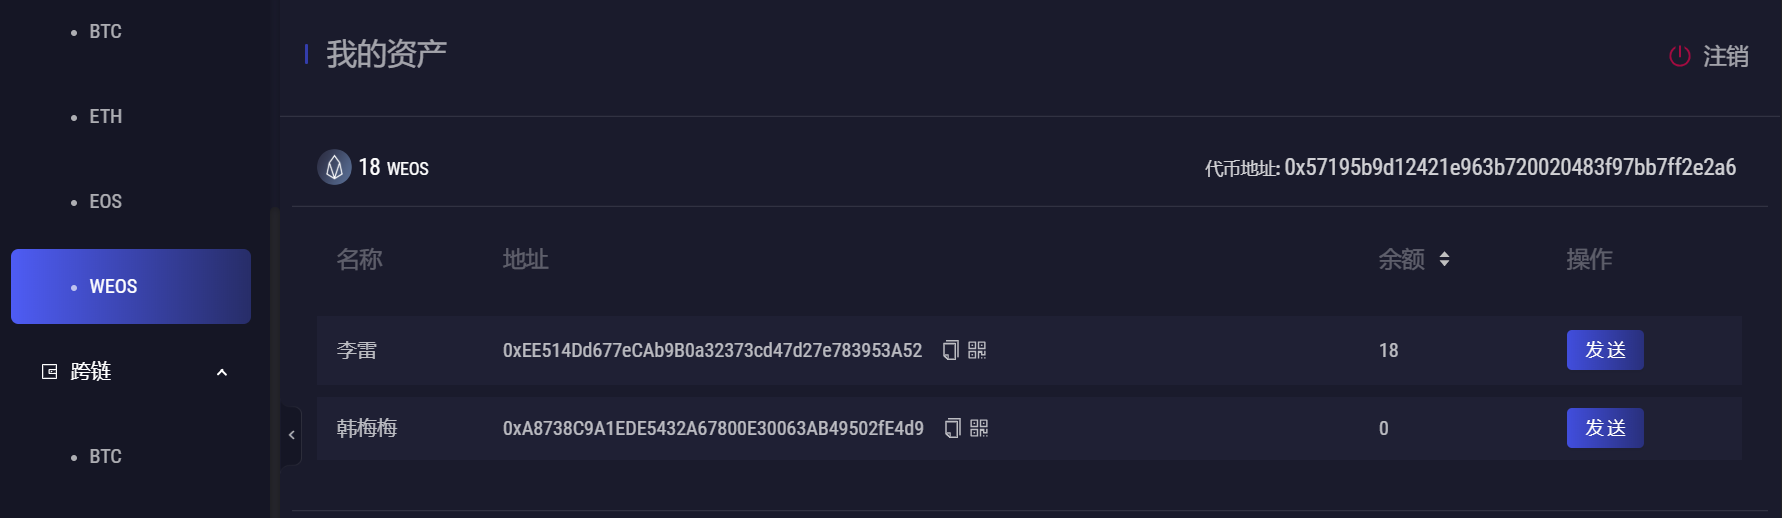 BTC
ETH
EOS
WEOS
跨链
BTC
我的资产
注销
18 WEOS
代币地址: 0x57195b9d12421e963b720020483f97bb7ff2e2a6
名称 地址 余额 操作
李雷 0xEE514Dd677eCAb9B0a32373cd47d27e783953A52 18 发送
韩梅梅 0xA8738C9A1EDE5432A67800E30063AB49502fE4d9 0 发送